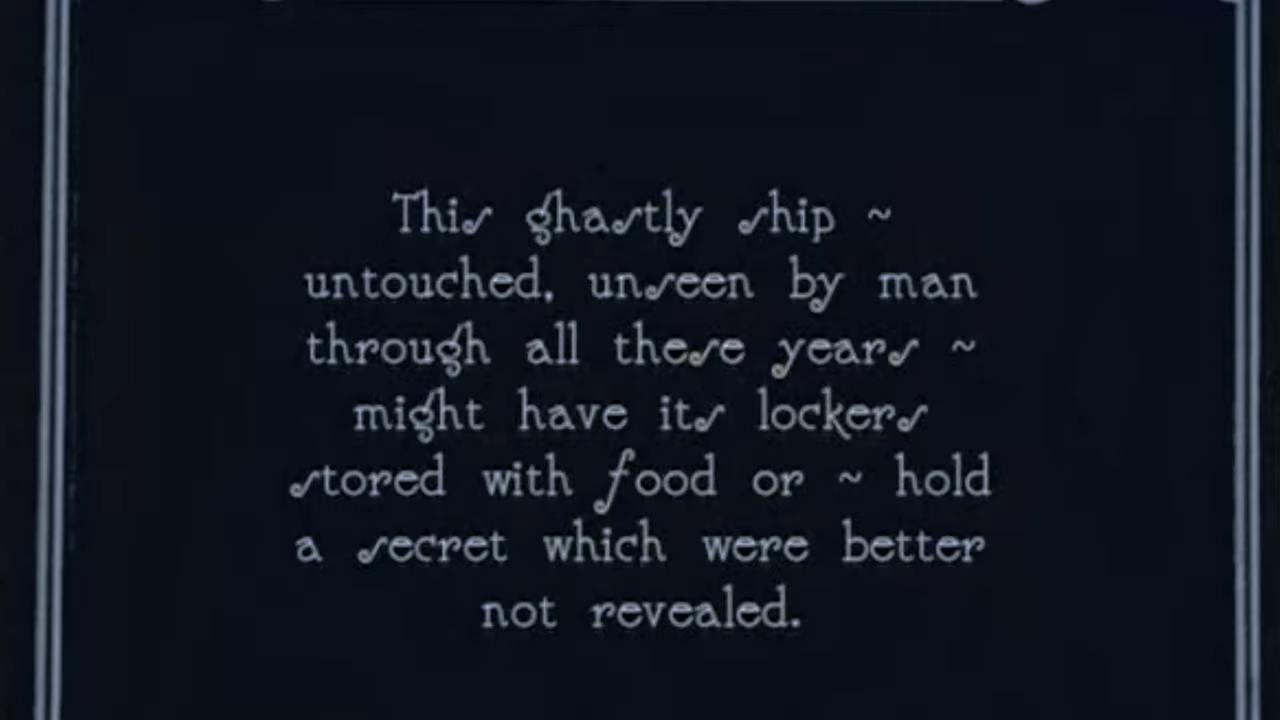 This ghastly ship ~
untouched, unseen by man
through all these years ~
might have its lockers
stored with food or ~ hold
a secret which were better
not revealed.